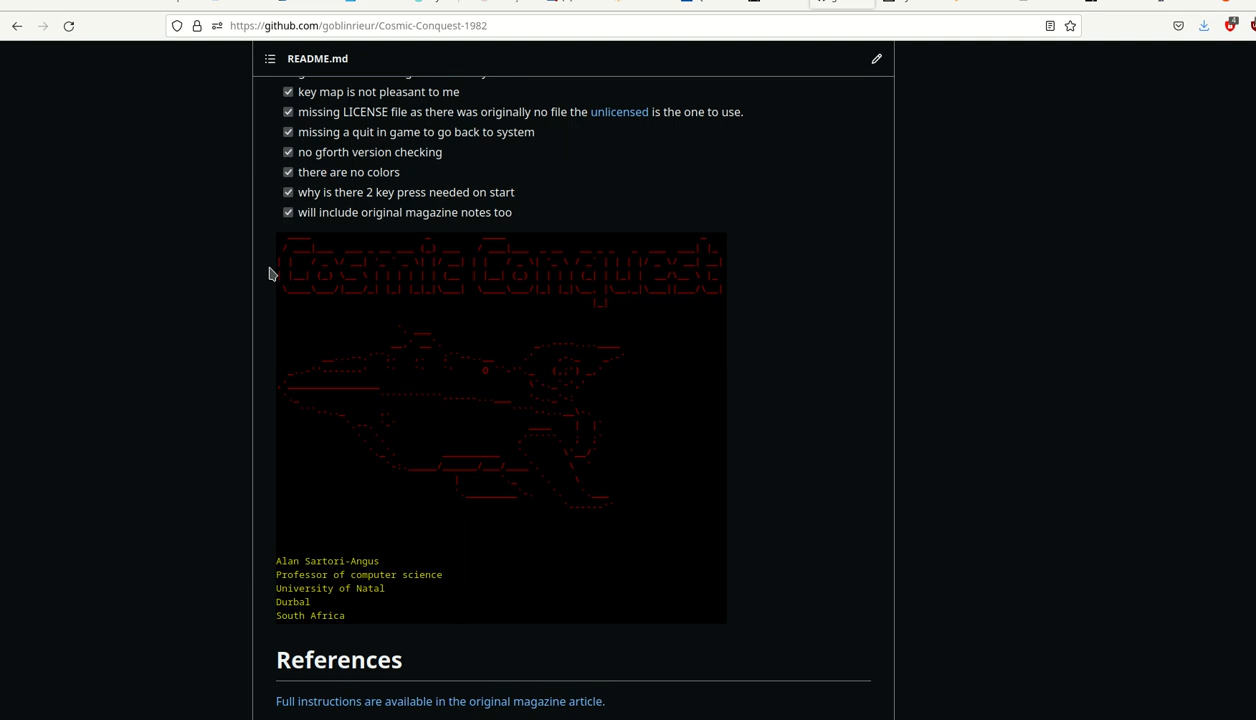 https://github.com/goblinrieur/Cosmic-Conquest-1982
4
README.md
key map is not pleasant to me
missing LICENSE file as there was originally no file the unlicensed is the one to use.
missing a quit in game to go back to system
no gforth version checking
there are no colors
why is there 2 key press needed on start
will include original magazine notes too
Cosmic Conquest
Alan Sartori-Angus
Professor of computer science
University of Natal
Durbal
South Africa
References
Full instructions are available in the original magazine article.